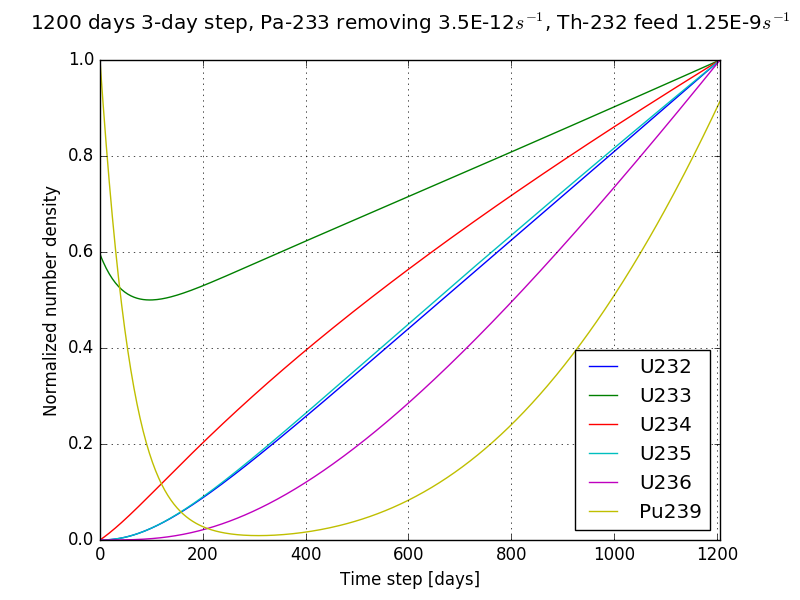 1200 days 3-day step, Pa-233 removing 3.5E-12s⁻¹, Th-232 feed 1.25E-9s⁻¹
1.0
0.8
0.6
0.4
0.2
0.0
Normalized number density
U232
U233
U234
U235
U236
Pu239
0 200 400 600 800 1000 1200
Time step [days]